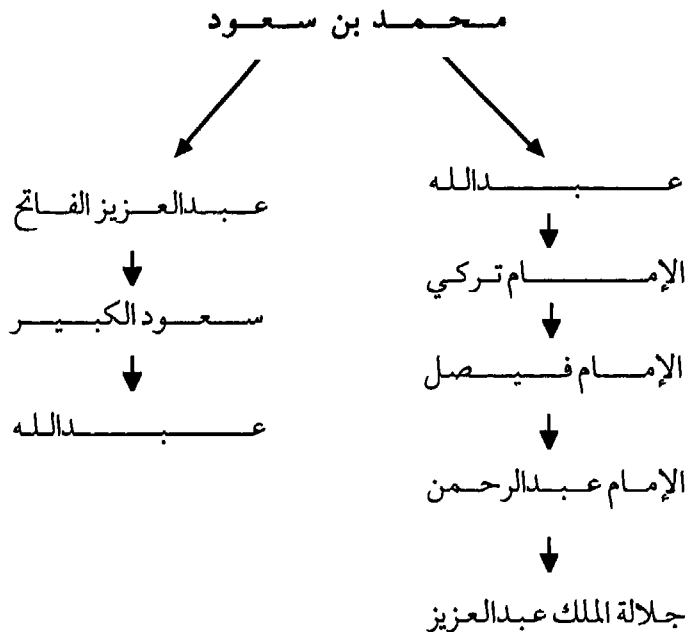 محمد بن سعود
عبدالله
عبدالعزيز الفاتح
الإمام تركي
سعود الكبير
الإمام فيصل
عبدالله
الإمام عبدالرحمن
جلالة الملك عبدالعزيز